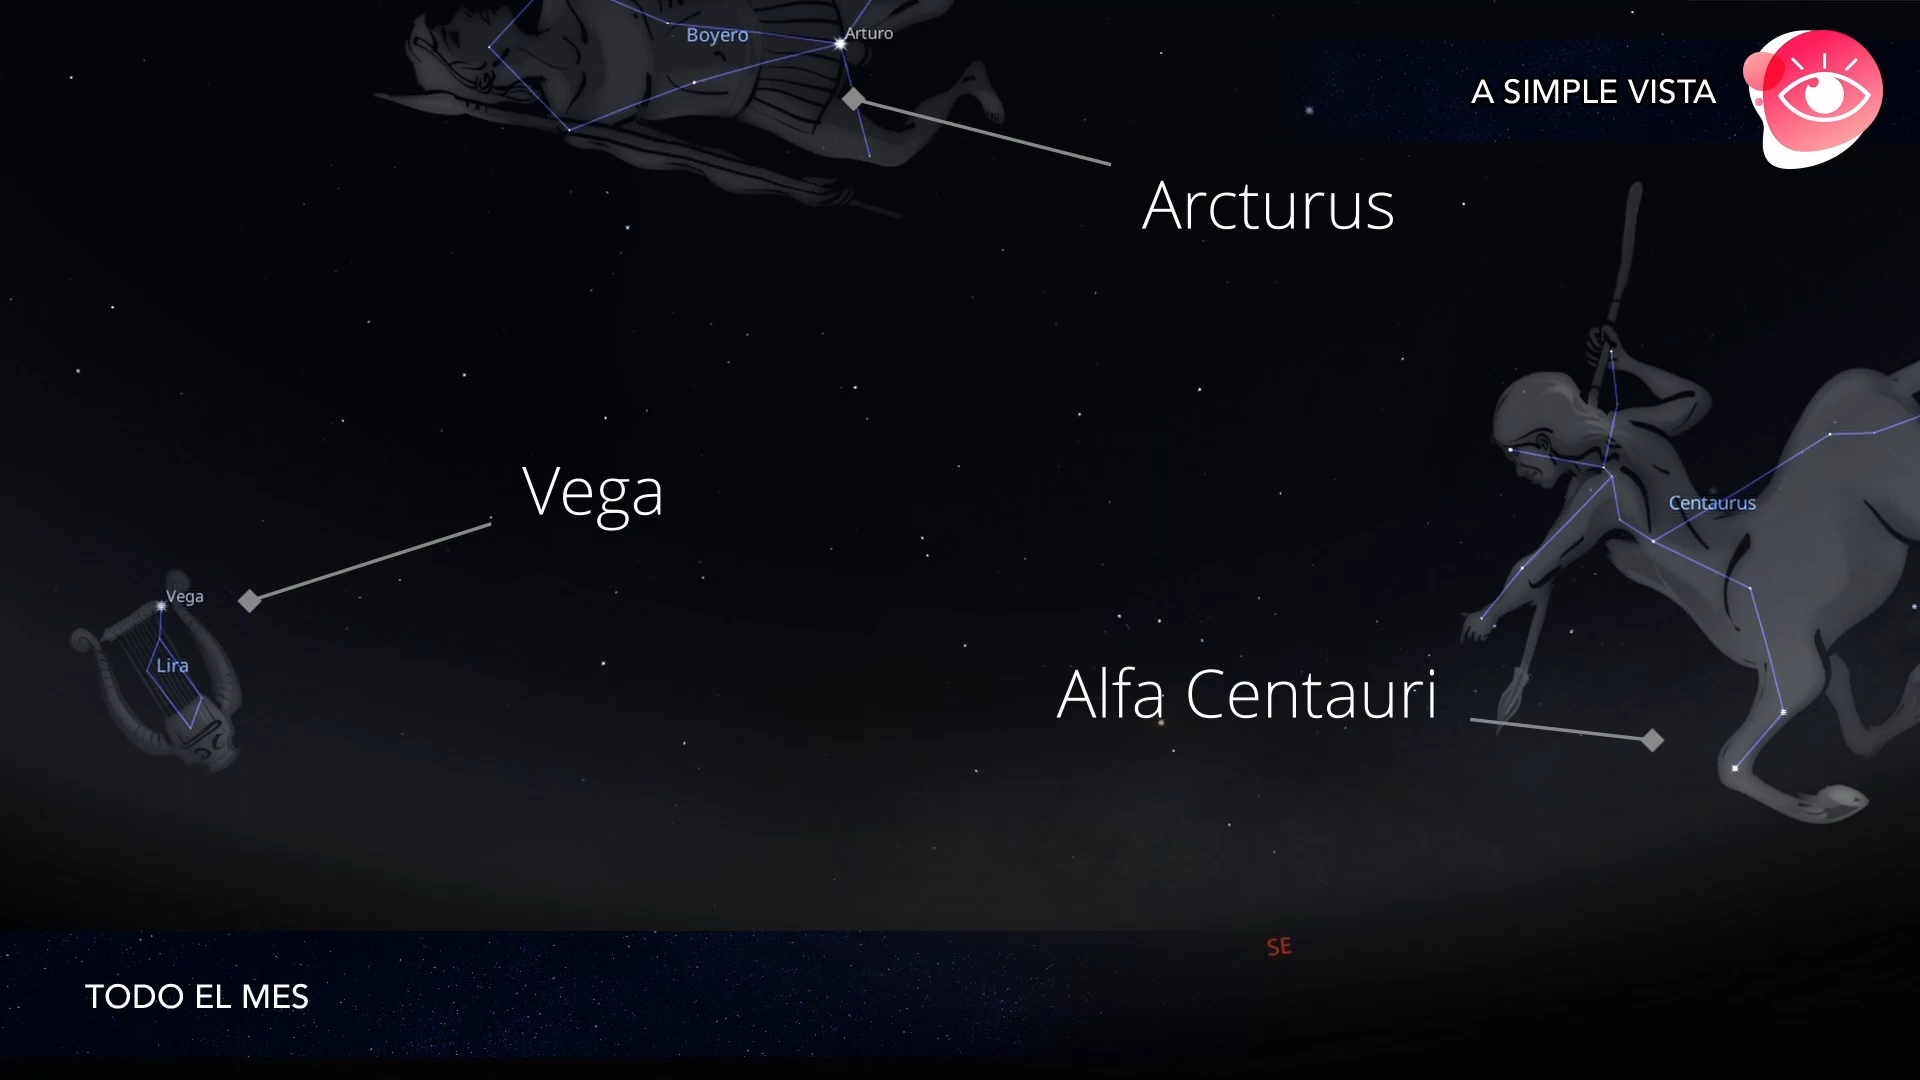 Boyero
Arturo
A SIMPLE VISTA
Arcturus
Vega
Centaurus
Vega
Lira
Alfa Centauri
SE
TODO EL MES